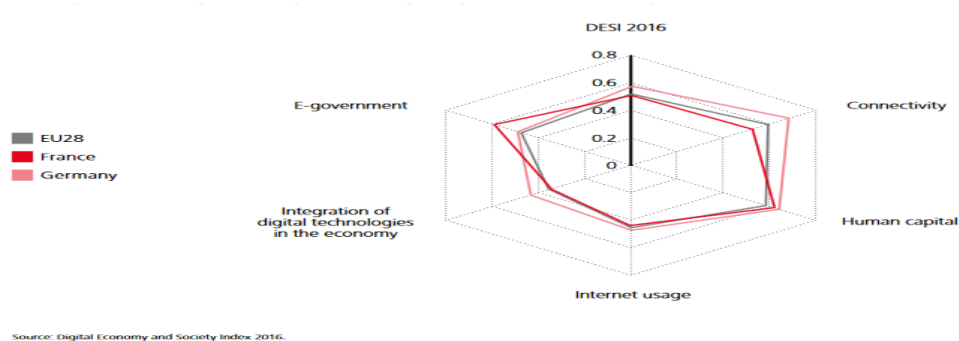 DESI 2016
0.8
0.6
0.4
0.2
0
E-government
Connectivity
EU28
France
Germany
Integration of
digital technologies
in the economy
Human capital
Internet usage
Source: Digital Economy and Society Index 2016.